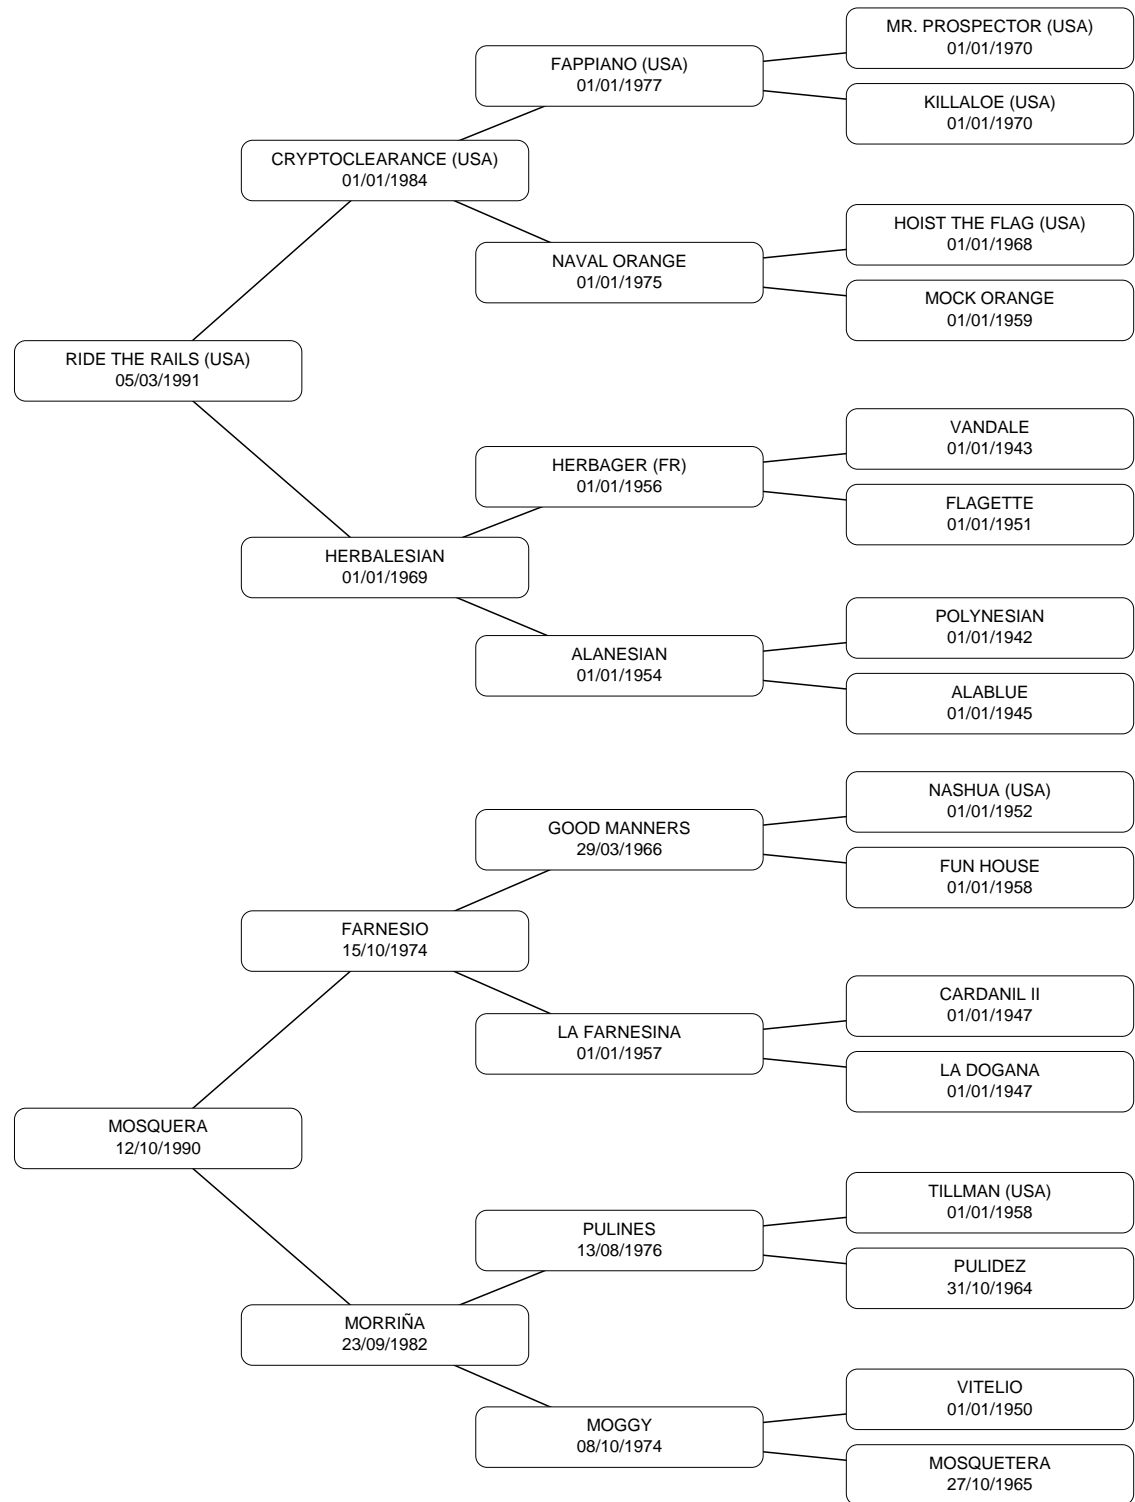 MR. PROSPECTOR (USA)
01/01/1970
FAPPIANO (USA)
01/01/1977
KILLALOE (USA)
01/01/1970
CRYPTOCLEARANCE (USA)
01/01/1984
HOIST THE FLAG (USA)
01/01/1968
NAVAL ORANGE
01/01/1975
MOCK ORANGE
01/01/1959
RIDE THE RAILS (USA)
05/03/1991
VANDALE
01/01/1943
HERBAGER (FR)
01/01/1956
FLAGETTE
01/01/1951
HERBALESIAN
01/01/1969
POLYNESIAN
01/01/1942
ALANESIAN
01/01/1954
ALABLUE
01/01/1945
NASHUA (USA)
01/01/1952
GOOD MANNERS
29/03/1966
FUN HOUSE
01/01/1958
FARNESIO
15/10/1974
CARDANIL II
01/01/1947
LA FARNESINA
01/01/1957
LA DOGANA
01/01/1947
MOSQUERA
12/10/1990
TILLMAN (USA)
01/01/1958
PULINES
13/08/1976
PULIDEZ
31/10/1964
MORRIÑA
23/09/1982
VITELIO
01/01/1950
MOGGY
08/10/1974
MOSQUETERA
27/10/1965